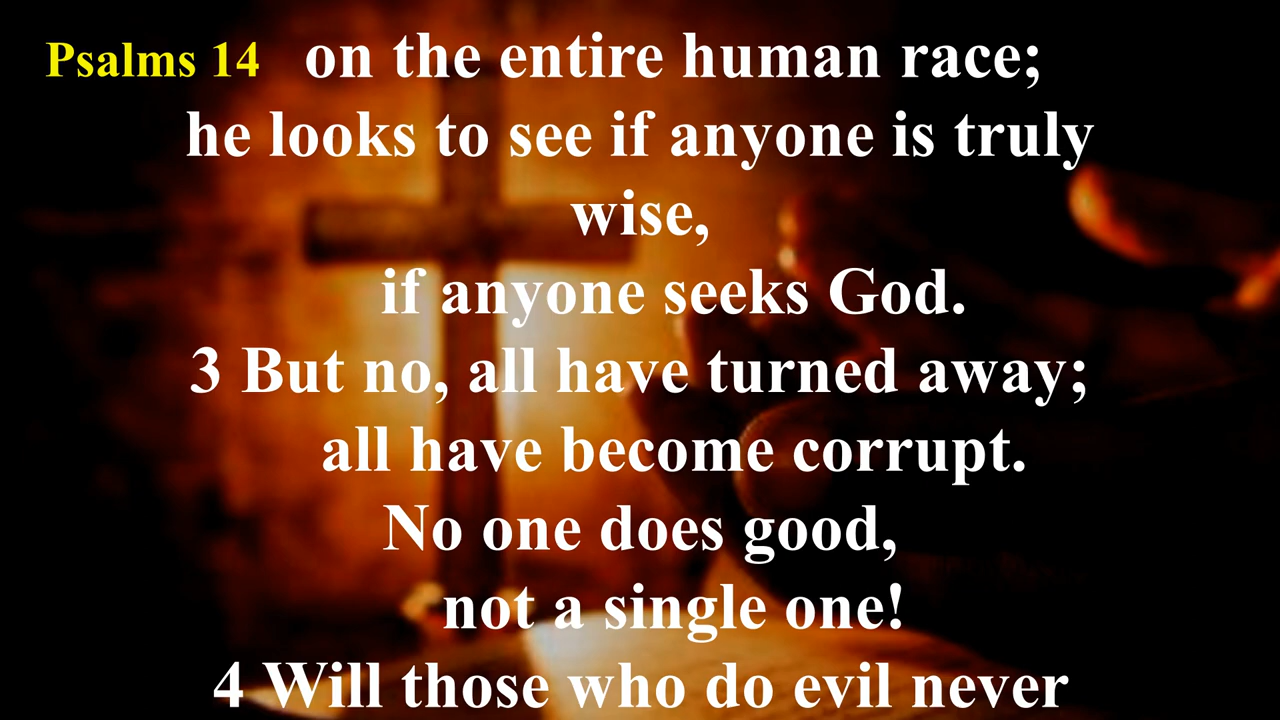 Psalms 14 on the entire human race;
he looks to see if anyone is truly
wise,
if anyone seeks God.
3 But no, all have turned away;
all have become corrupt.
No one does good,
not a single one!
4 Will those who do evil never